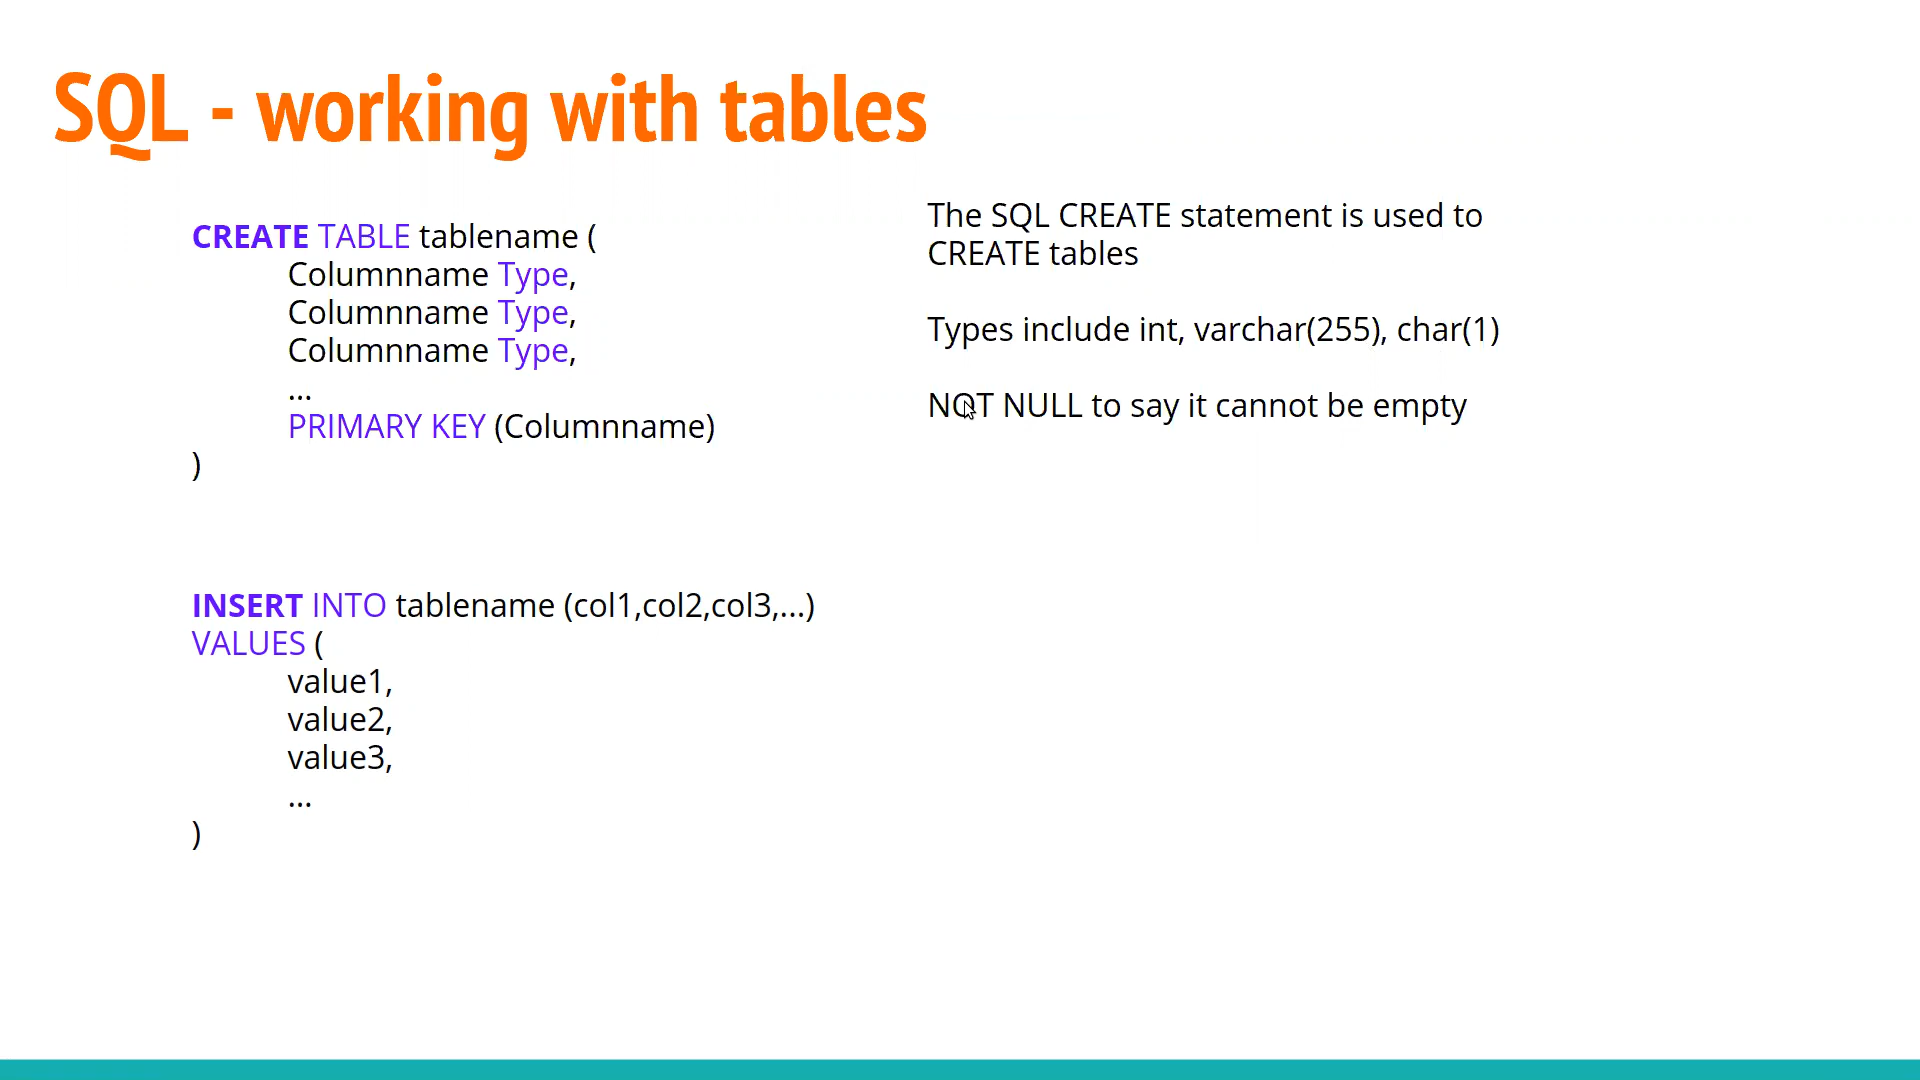 SQL - working with tables
CREATE TABLE tablename (
Columnname Type,
Columnname Type,
Columnname Type,
...
PRIMARY KEY (Columnname)
)
INSERT INTO tablename (col1,col2,col3,...)
VALUES (
value1,
value2,
value3,
...
)
The SQL CREATE statement is used to
CREATE tables
Types include int, varchar(255), char(1)
NOT NULL to say it cannot be empty